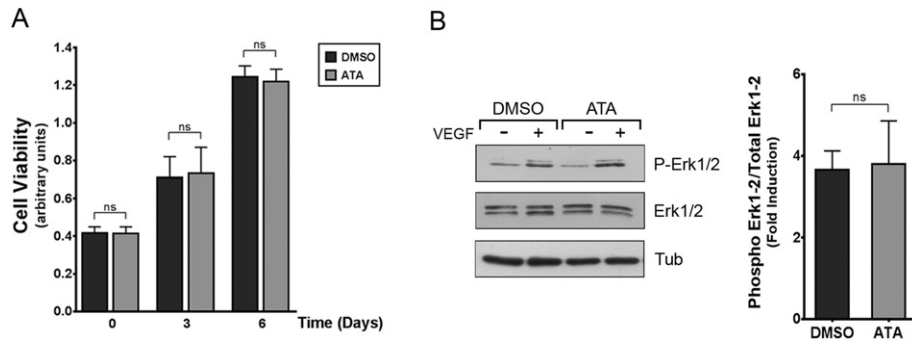 A
Cell Viability
(arbitrary units)
1.4
1.2
1.0
0.8
0.6
0.4
0.2
0.0
ns
ns
ns
DMSO
ATA
0 3 6 Time (Days)
B
DMSO ATA
VEGF - + - +
P-Erk1/2
Erk1/2
Tub
Phospho Erk1-2/Total Erk1-2
(Fold Induction)
6
4
2
0
ns
DMSO ATA